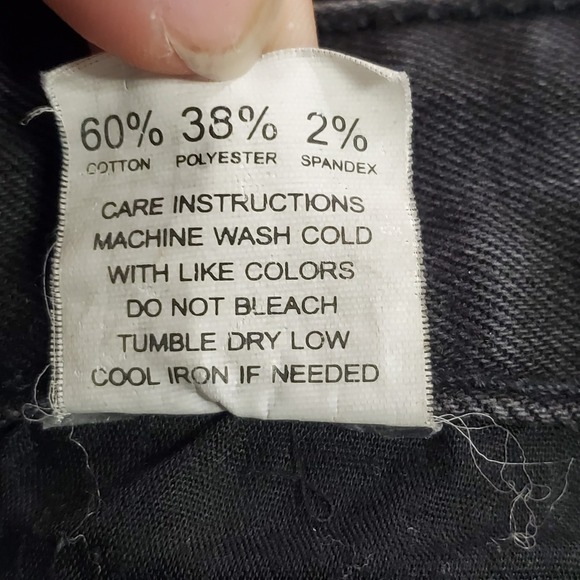 60% 38% 2%
COTTON POLYESTER SPANDEX
CARE INSTRUCTIONS
MACHINE WASH COLD
WITH LIKE COLORS
DO NOT BLEACH
TUMBLE DRY LOW
COOL IRON IF NEEDED